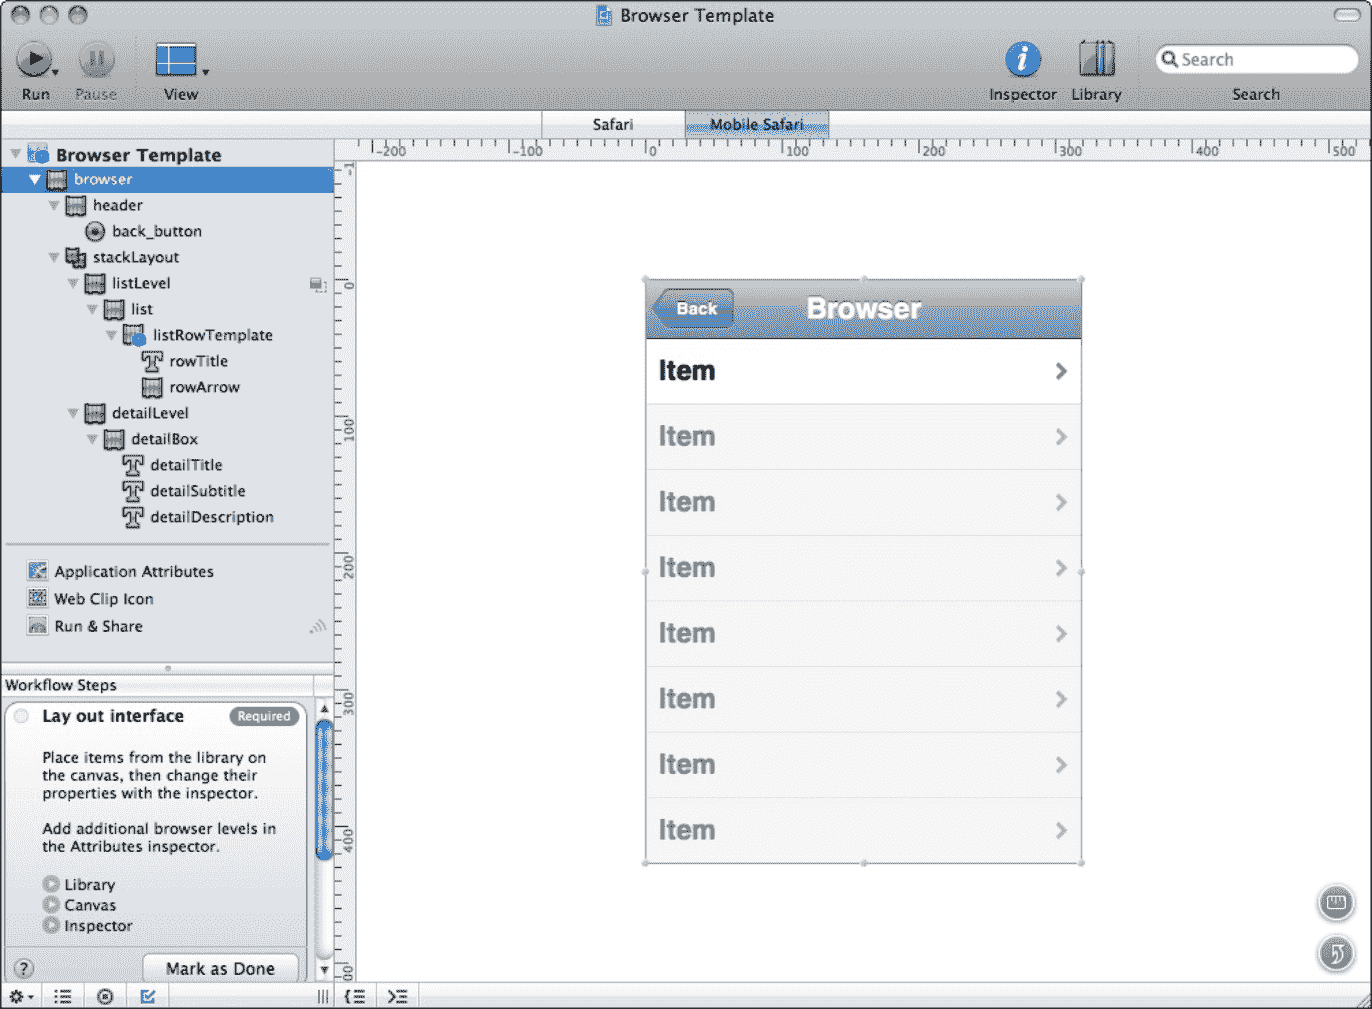 Browser Template
Run
Pause
View
Inspector
Library
Search
Search
Safari
Mobile Safari
Browser Template
browser
header
back_button
stackLayout
listLevel
list
listRowTemplate
rowTitle
rowArrow
detailLevel
detailBox
detailTitle
detailSubtitle
detailDescription
Application Attributes
Web Clip Icon
Run & Share
Workflow Steps
Lay out interface
Required
Place items from the library on
the canvas, then change their
properties with the inspector.
Add additional browser levels in
the Attributes inspector.
Library
Canvas
Inspector
?
Mark as Done
-200
-100
0
100
200
300
400
500
0
100
200
300
400
Back
Browser
Item
Item
Item
Item
Item
Item
Item
Item